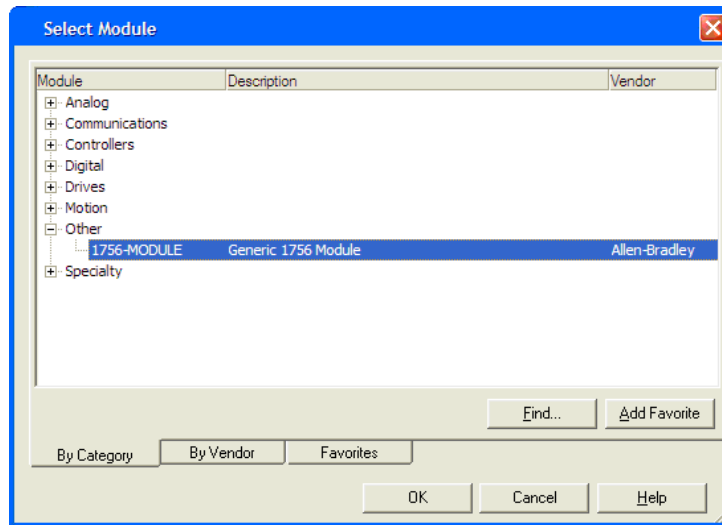 Select Module
Module Description Vendor
Analog
Communications
Controllers
Digital
Drives
Motion
Other
1756-MODULE Generic 1756 Module Allen-Bradley
Specialty
Find... Add Favorite
By Category By Vendor Favorites
OK Cancel Help